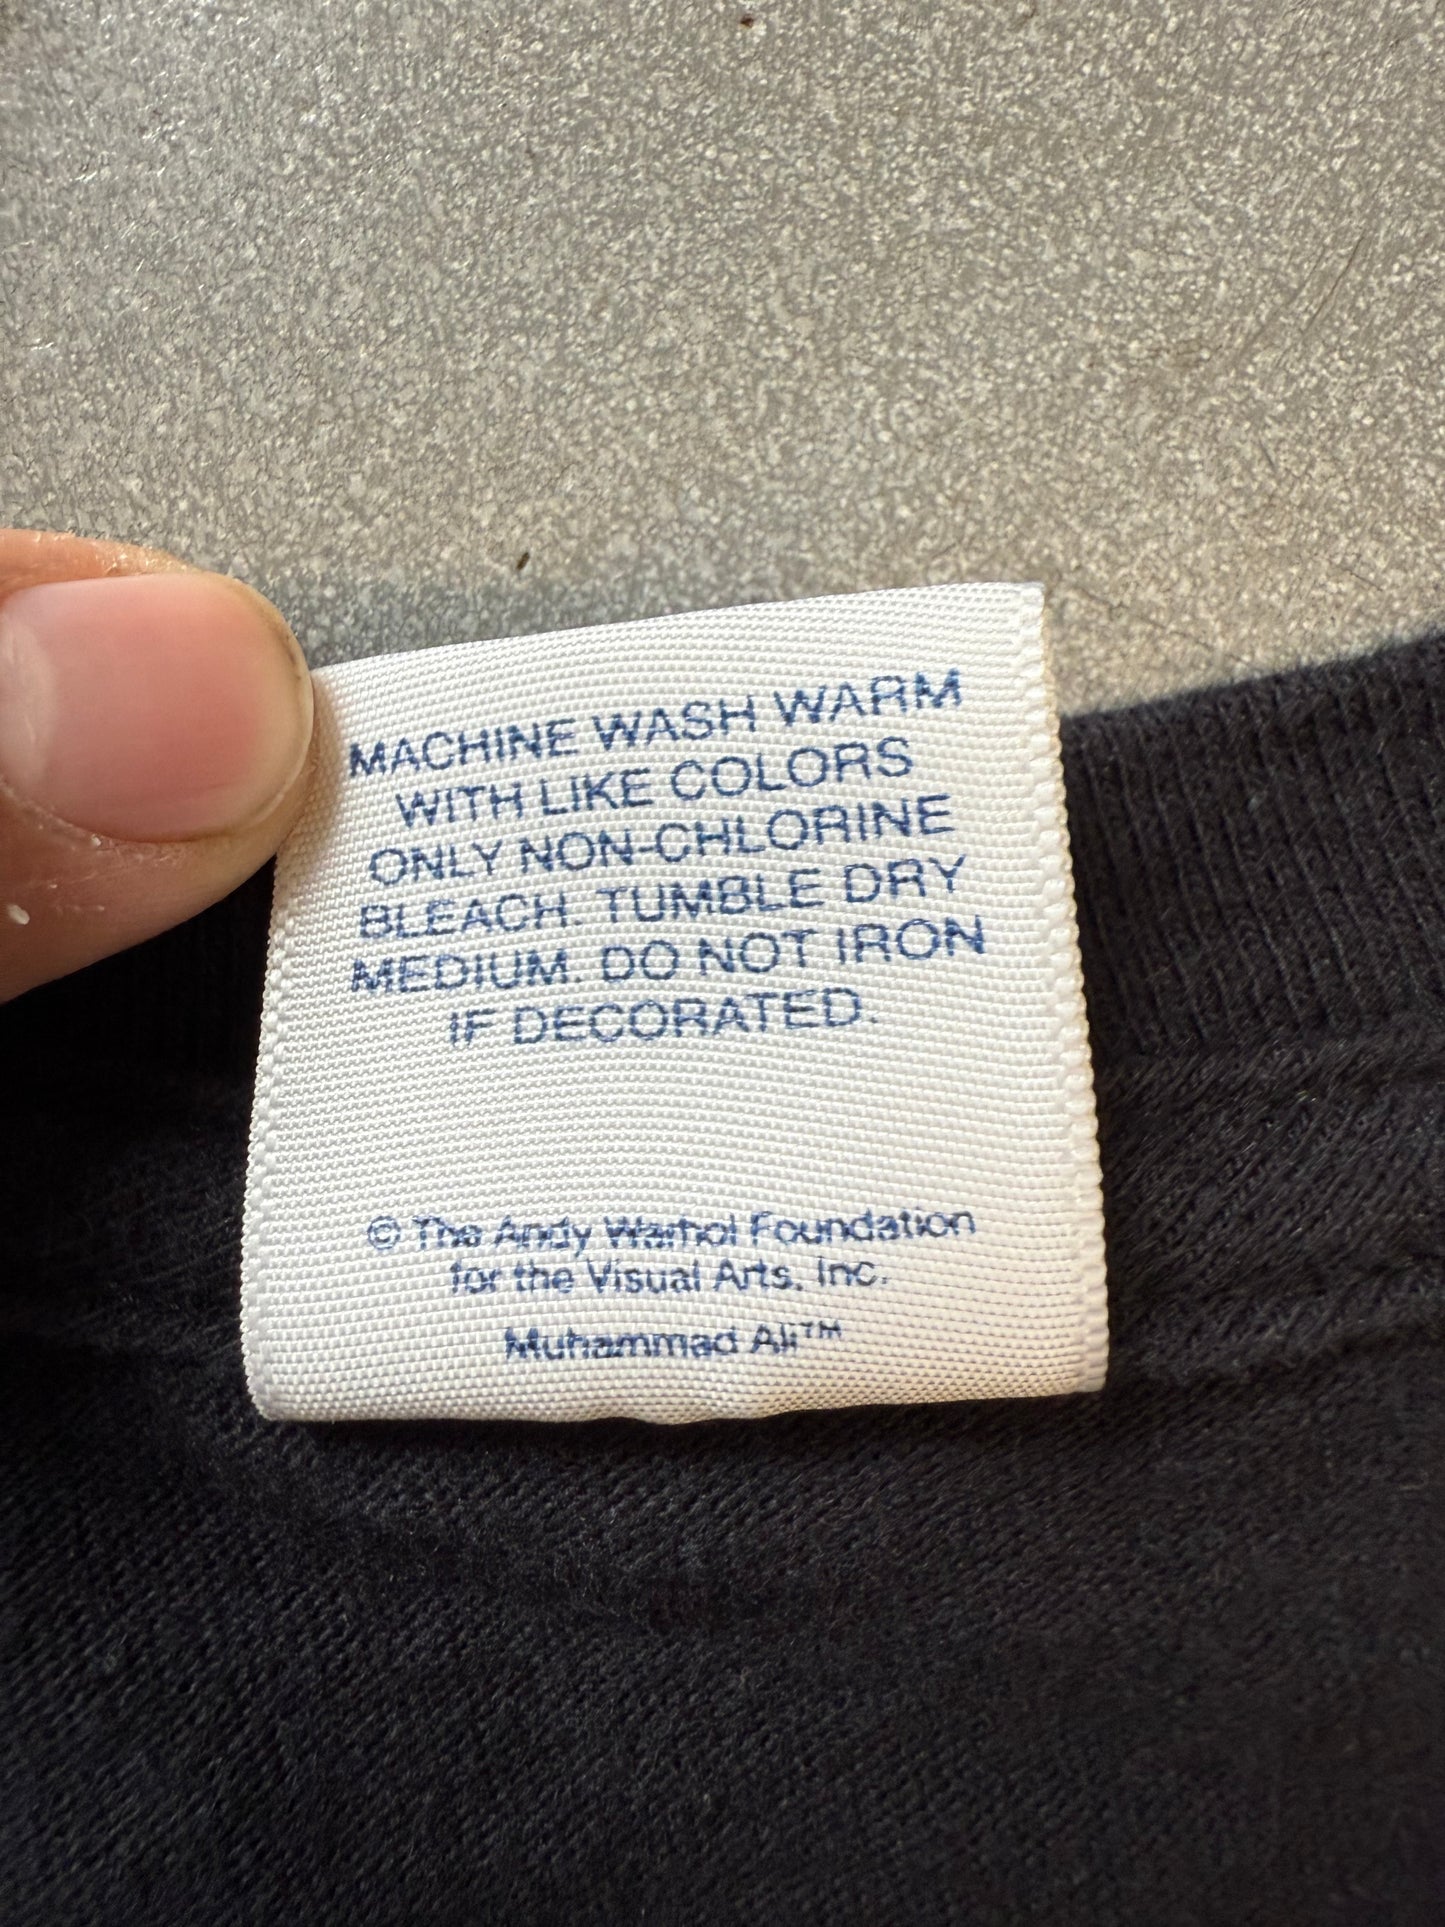 MACHINE WASH WARM
WITH LIKE COLORS
ONLY NON-CHLORINE
BLEACH. TUMBLE DRY
MEDIUM. DO NOT IRON
IF DECORATED.
© The Andy Warhol Foundation
for the Visual Arts, Inc.
Muhammad Ali™